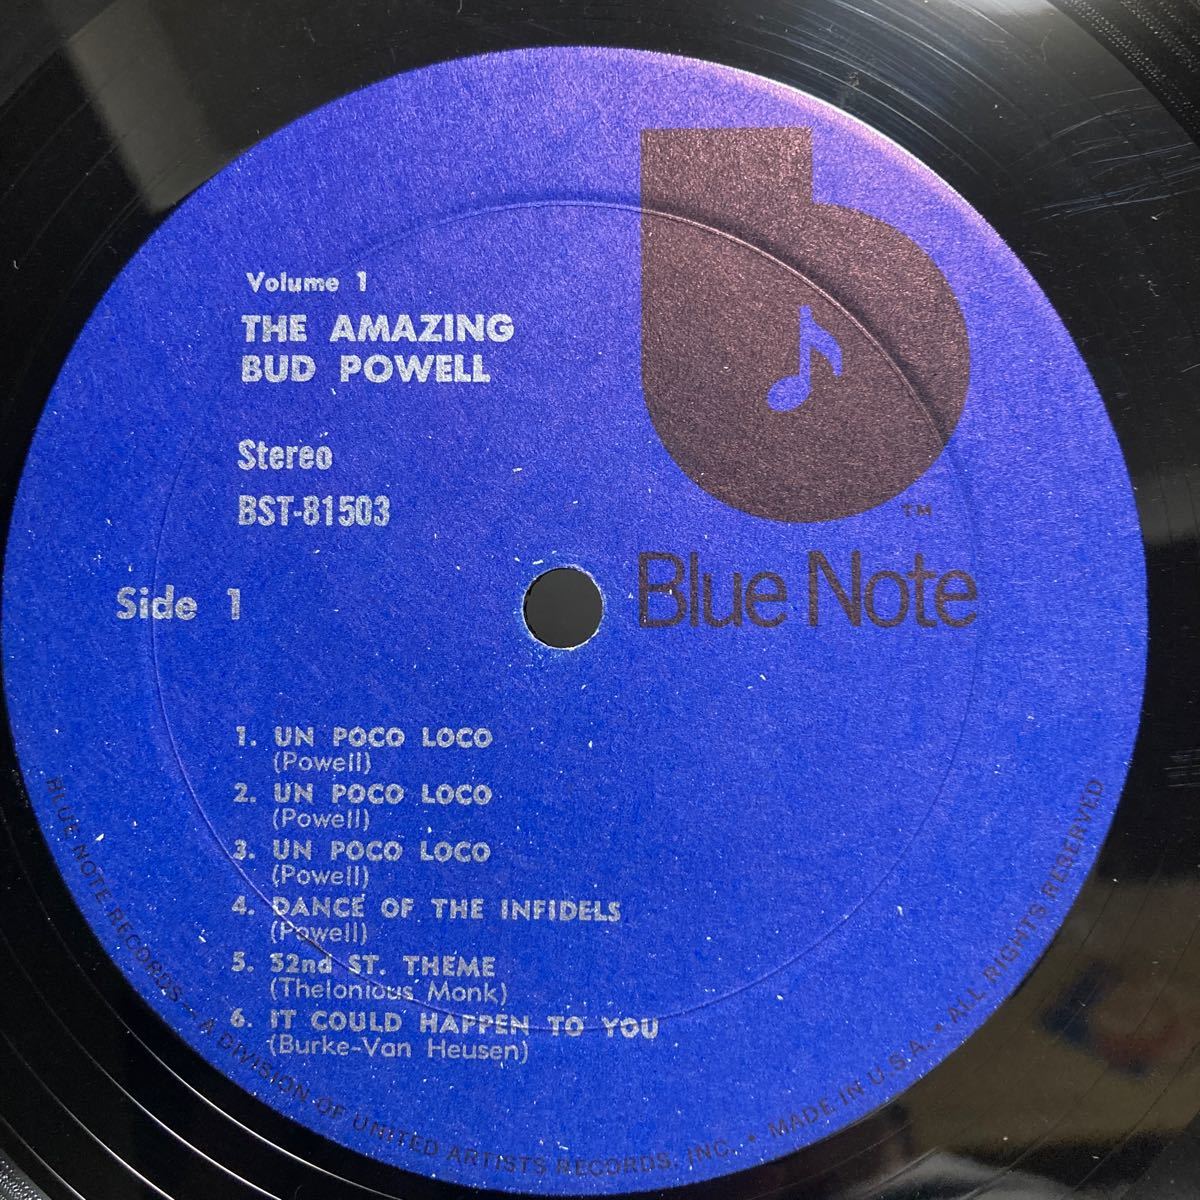 Volume 1
THE AMAZING
BUD POWELL
Stereo
BST-81503
Side 1
TM
Blue Note
1. UN POCO LOCO
(Powell)
2. UN POCO LOCO
(Powell)
3. UN POCO LOCO
(Powell)
4. DANCE OF THE INFIDELS
(Powell)
5. 52nd ST. THEME
(Thelonious Monk)
6. IT COULD HAPPEN TO YOU
(Burke-Van Heusen)
BLUE NOTE RECORDS — A DIVISION OF UNITED ARTISTS RECORDS, INC. • MADE IN U.S.A. • ALL RIGHTS RESERVED